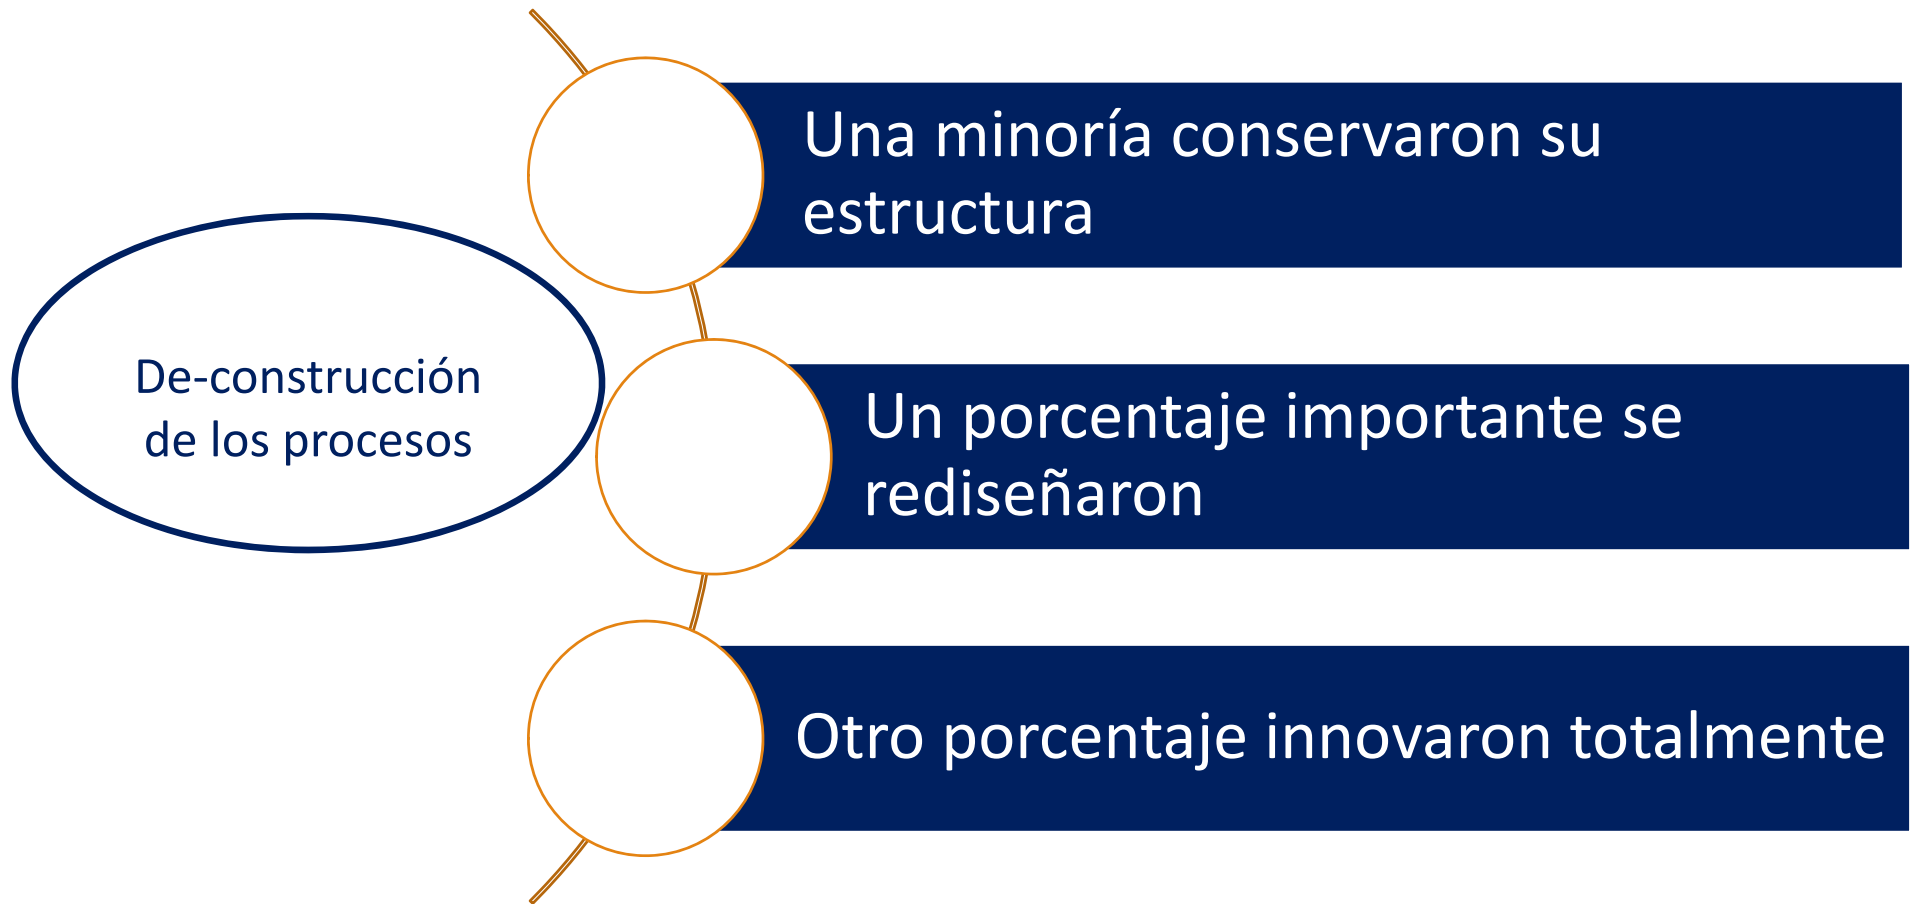 Una minoría conservaron su
estructura
De-construcción
de los procesos
Un porcentaje importante se
rediseñaron
Otro porcentaje innovaron totalmente